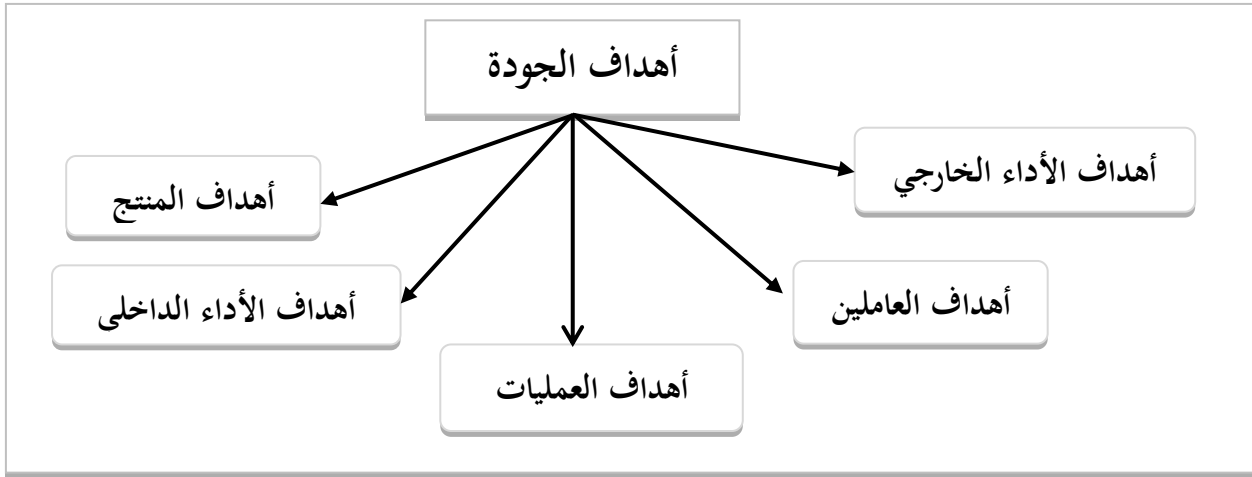 أهداف الجودة
أهداف الأداء الخارجي
أهداف المنتج
أهداف العاملين
أهداف الأداء الداخلى
أهداف العمليات